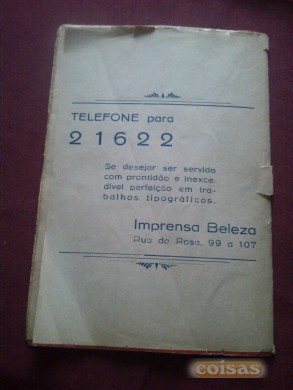 TELEFONE para
21622
Se desejar ser servido
com prontidão e inexce.
dível perfeição em tra-
balhos tipográficos.
Imprensa Beleza
Rua da Rosa, 99 a 107
coisas